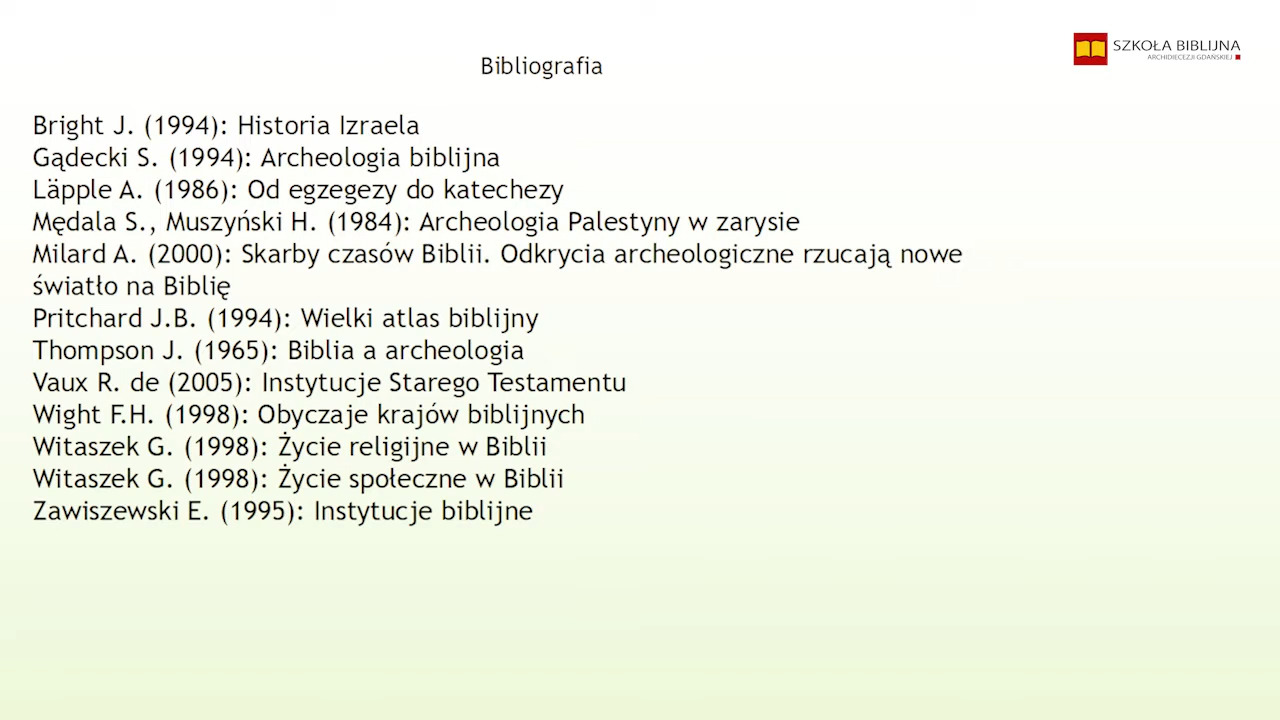 SZKOŁA BIBLIJNA
ARCHIDIECEZJI GDAŃSKIEJ
Bibliografia
Bright J. (1994): Historia Izraela
Gądecki S. (1994): Archeologia biblijna
Läpple A. (1986): Od egzegezy do katechezy
Mędala S., Muszyński H. (1984): Archeologia Palestyny w zarysie
Milard A. (2000): Skarby czasów Biblii. Odkrycia archeologiczne rzucają nowe
światło na Biblię
Pritchard J.B. (1994): Wielki atlas biblijny
Thompson J. (1965): Biblia a archeologia
Vaux R. de (2005): Instytucje Starego Testamentu
Wight F.H. (1998): Obyczaje krajów biblijnych
Witaszek G. (1998): Życie religijne w Biblii
Witaszek G. (1998): Życie społeczne w Biblii
Zawiszewski E. (1995): Instytucje biblijne